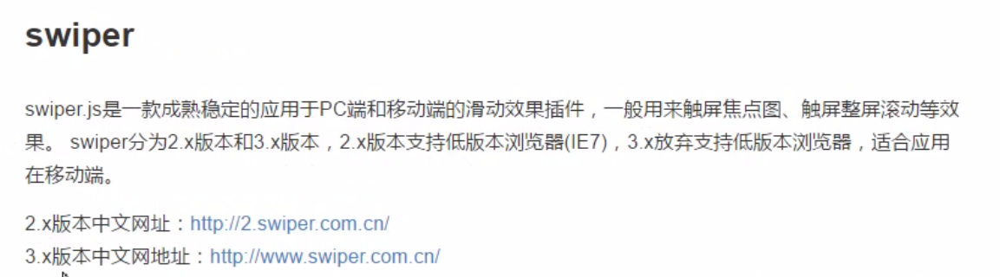 swiper
swiper.js是一款成熟稳定的应用于PC端和移动端的滑动效果插件，一般用来触屏焦点图、触屏整屏滚动等效
果。 swiper分为2.x版本和3.x版本，2.x版本支持低版本浏览器(IE7)，3.x放弃支持低版本浏览器，适合应用
在移动端。
2.x版本中文网址：http://2.swiper.com.cn/
3.x版本中文网地址：http://www.swiper.com.cn/